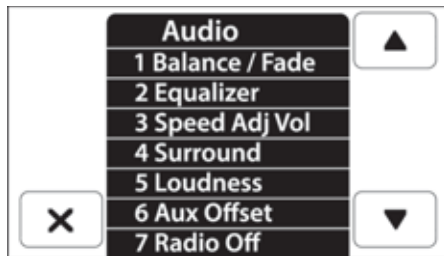 Audio
1 Balance / Fade
2 Equalizer
3 Speed Adj Vol
4 Surround
5 Loudness
6 Aux Offset
7 Radio Off